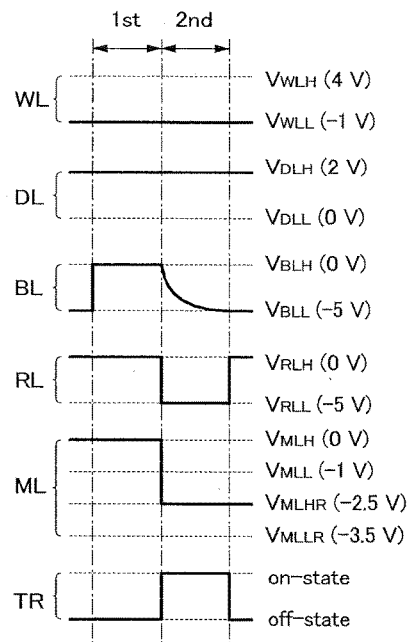 1st 2nd
WL
VWLH (4 V)
VWLL (-1 V)
DL
VDLH (2 V)
VDLL (0 V)
BL
VBLH (0 V)
VBLL (-5 V)
RL
VRLH (0 V)
VRLL (-5 V)
ML
VMLH (0 V)
VMLL (-1 V)
VMLHR (-2.5 V)
VMLLR (-3.5 V)
TR
on-state
off-state